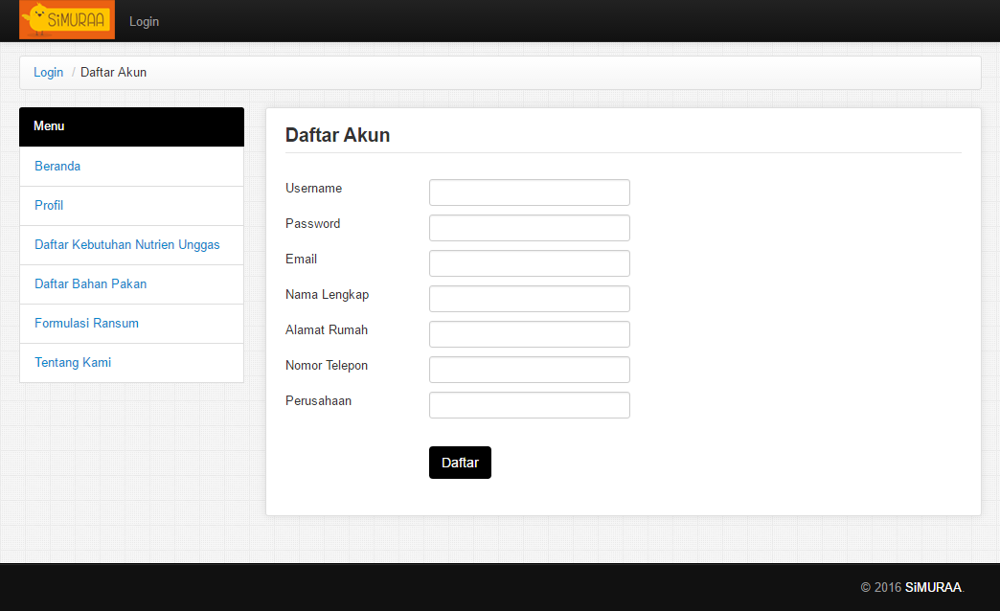 SiMURAA Login
Login / Daftar Akun
Menu
Beranda
Profil
Daftar Kebutuhan Nutrien Unggas
Daftar Bahan Pakan
Formulasi Ransum
Tentang Kami
Daftar Akun
Username
Password
Email
Nama Lengkap
Alamat Rumah
Nomor Telepon
Perusahaan
Daftar
© 2016 SiMURAA.